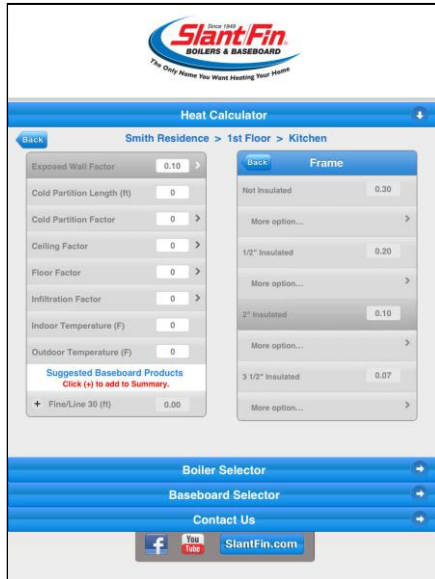 Since 1949
Slant/Fin
BOILERS & BASEBOARD
The Only Name You Want Heating Your Home
Heat Calculator
Back
Smith Residence > 1st Floor > Kitchen
Exposed Wall Factor 0.10 >
Cold Partition Length (ft) 0
Cold Partition Factor 0 >
Ceiling Factor 0 >
Floor Factor 0 >
Infiltration Factor 0 >
Indoor Temperature (F) 0
Outdoor Temperature (F) 0
Suggested Baseboard Products
Click (+) to add to Summary.
+ Fine/Line 30 (ft) 0.00
Back Frame
Not Insulated 0.30
More option... >
1/2" Insulated 0.20
More option... >
2" Insulated 0.10
More option... >
3 1/2" Insulated 0.07
More option... >
Boiler Selector
Baseboard Selector
Contact Us
f
You
Tube
SlantFin.com